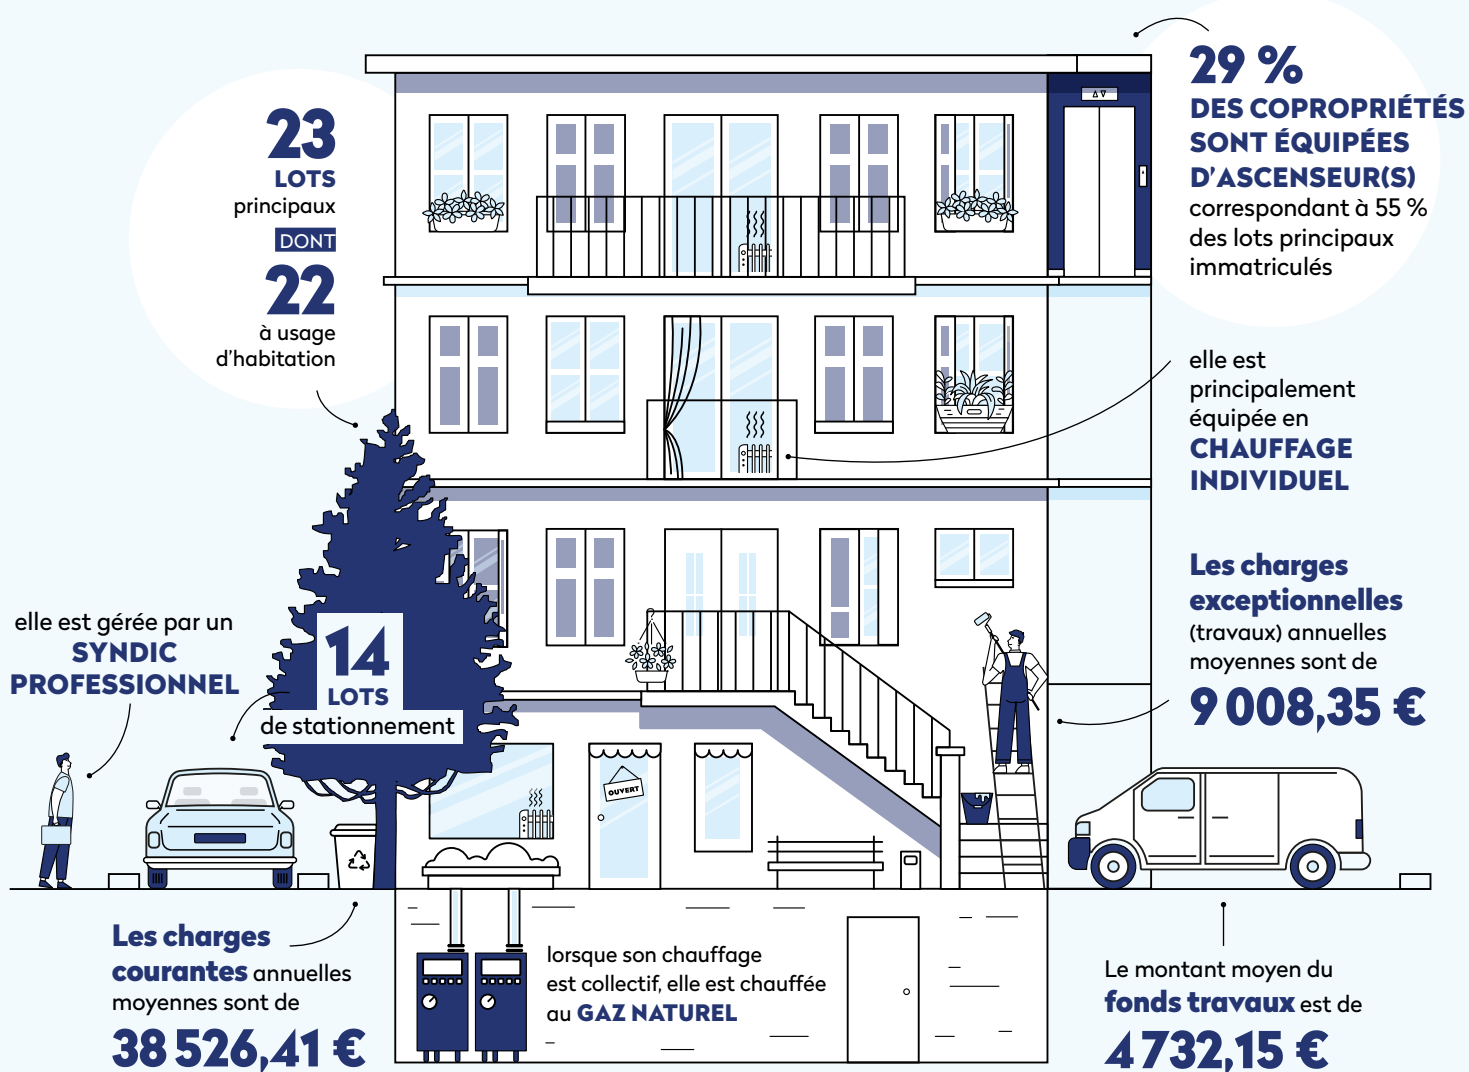 23
LOTS
principaux
DONT
22
à usage
d'habitation
29 %
DES COPROPRIÉTÉS
SONT ÉQUIPÉES
D'ASCENSEUR(S)
correspondant à 55 %
des lots principaux
immatriculés
elle est
principalement
équipée en
CHAUFFAGE
INDIVIDUEL
Les charges
exceptionnelles
(travaux) annuelles
moyennes sont de
9 008,35 €
elle est gérée par un
SYNDIC
PROFESSIONNEL
14
LOTS
de stationnement
OUVERT
Les charges
courantes annuelles
moyennes sont de
38 526,41 €
lorsque son chauffage
est collectif, elle est chauffée
au GAZ NATUREL
Le montant moyen du
fonds travaux est de
4 732,15 €